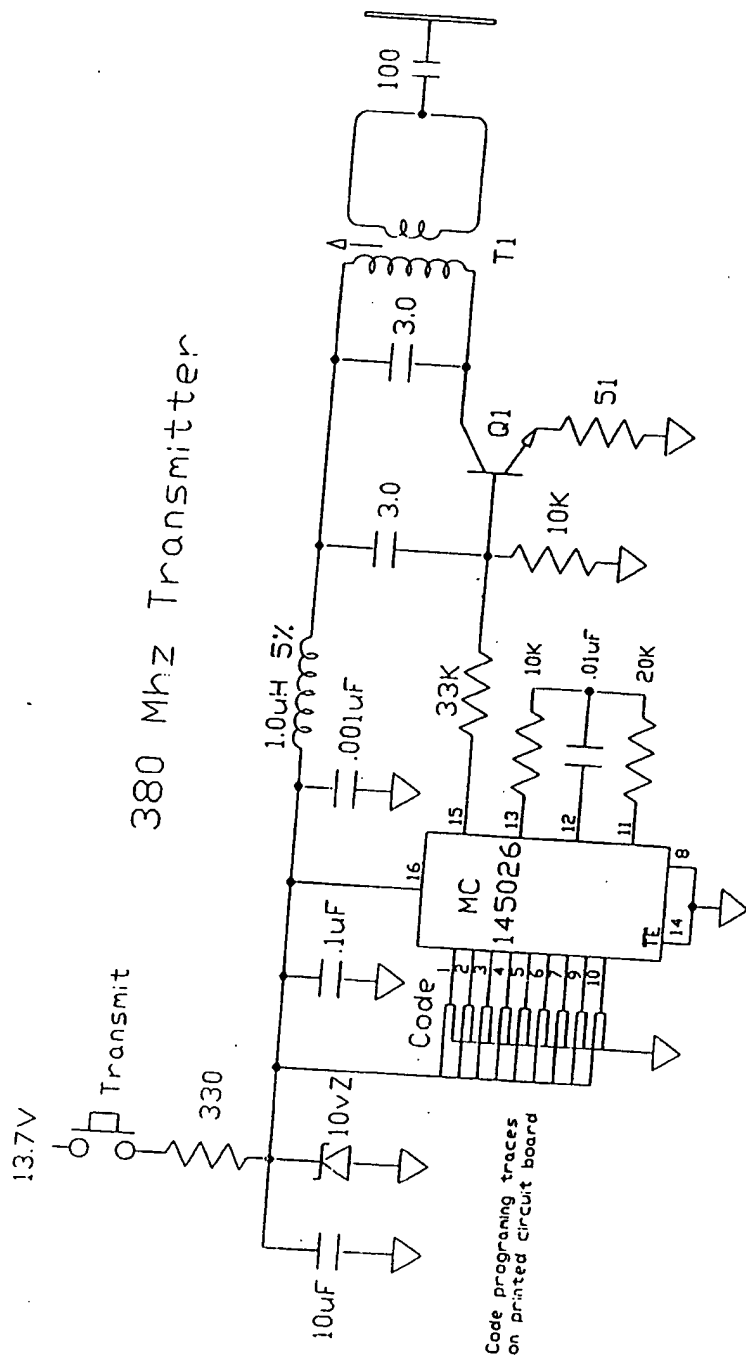 380 Mhz Transmitter
13.7V
Transmit
330
10uF
10vZ
.1uF
.001uF
1.0uH 5%
3.0
3.0
100
T1
Q1
51
10K
33K
10K
.01uF
20K
Code
1
2
3
4
5
6
7
9
10
16
MC
145026
15
13
12
11
TE
14
8
Code programing traces
on printed circuit board